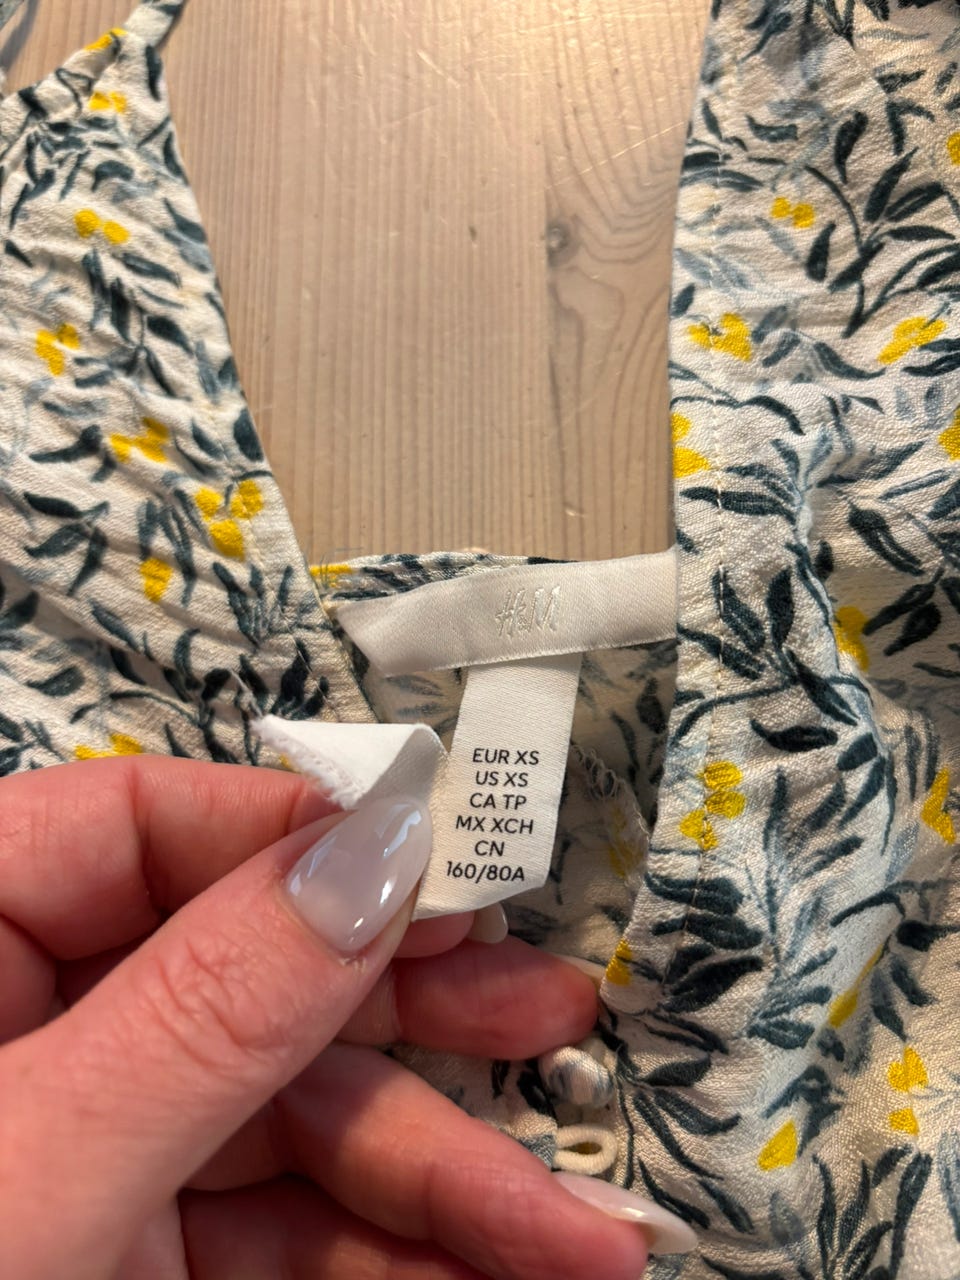 H&M
EUR XS
US XS
CA TP
MX XCH
CN
160/80A